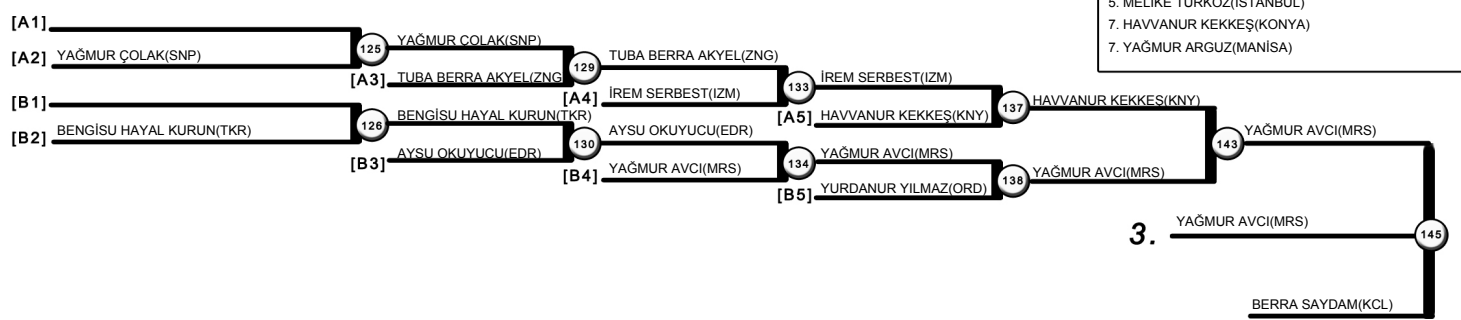 5. MELİKE TÜRKÖZ(İSTANBUL)
7. HAVVANUR KEKKEŞ(KONYA)
7. YAĞMUR ARGUZ(MANİSA)
[A1]
[A2] YAĞMUR ÇOLAK(SNP)
125
YAĞMUR ÇOLAK(SNP)
[A3] TUBA BERRA AKYEL(ZNG
129
TUBA BERRA AKYEL(ZNG)
[A4] İREM SERBEST(IZM)
133
İREM SERBEST(IZM)
[A5] HAVVANUR KEKKEŞ(KNY)
137
HAVVANUR KEKKEŞ(KNY)
[B1]
[B2] BENGİSU HAYAL KURUN(TKR)
126
BENGİSU HAYAL KURUN(TKR)
[B3] AYSU OKUYUCU(EDR)
130
AYSU OKUYUCU(EDR)
[B4] YAĞMUR AVCI(MRS)
134
YAĞMUR AVCI(MRS)
[B5] YURDANUR YILMAZ(ORD)
138
YAĞMUR AVCI(MRS)
143
YAĞMUR AVCI(MRS)
3. YAĞMUR AVCI(MRS)
145
BERRA SAYDAM(KCL)